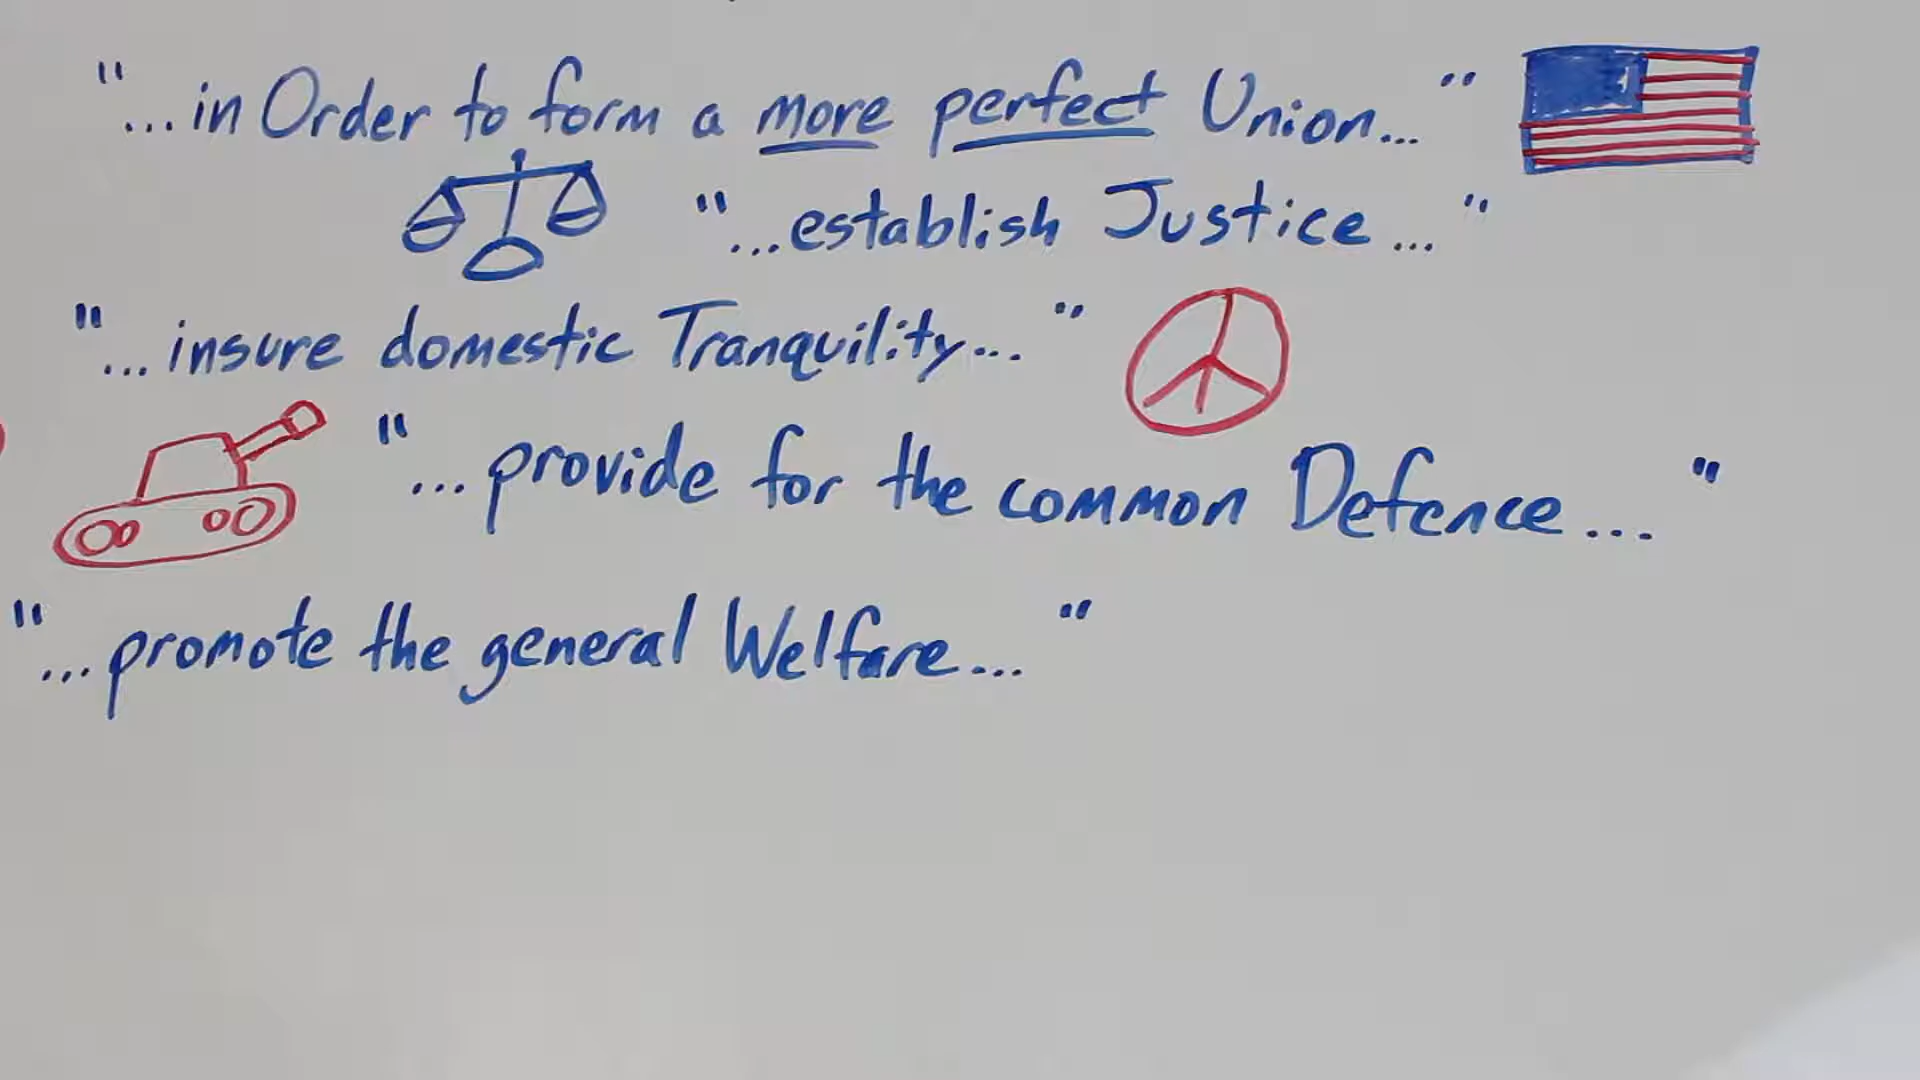 "...in Order to form a more perfect Union..."
"...establish Justice..."
"...insure domestic Tranquility..."
"...provide for the common Defence..."
"...promote the general Welfare..."